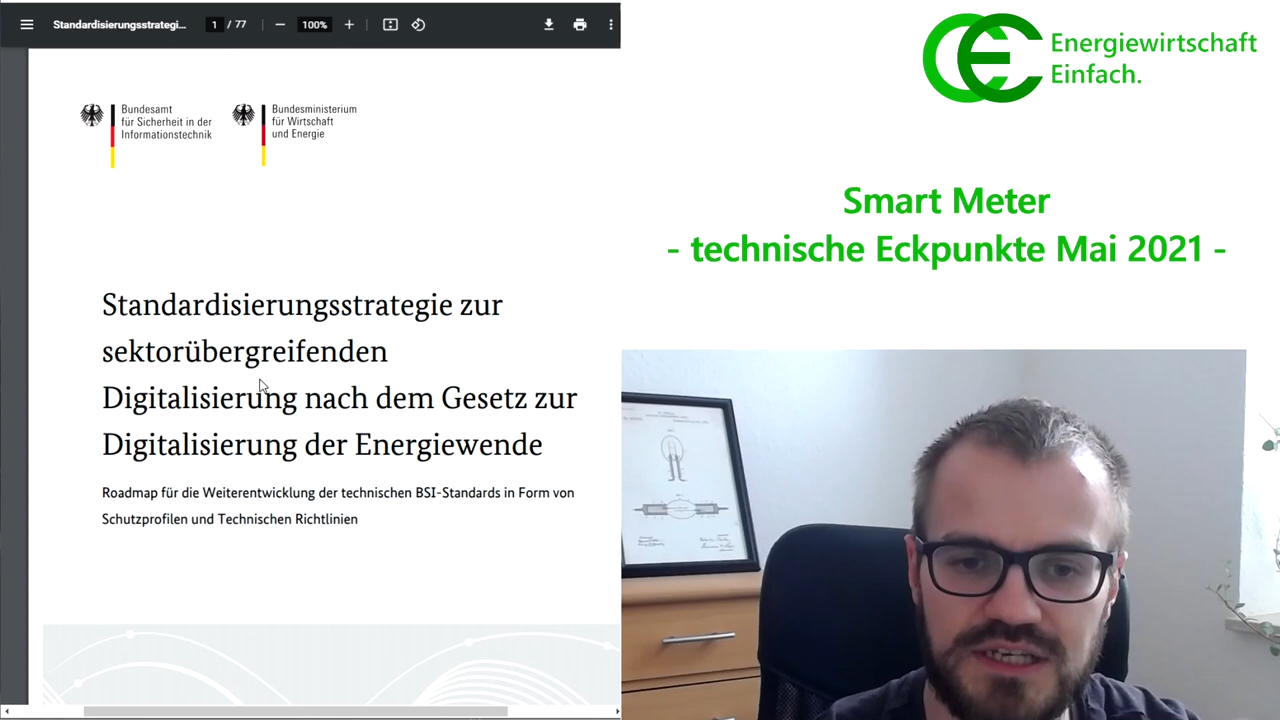 Standardisierungsstrategi...
1 / 77
100%
Bundesamt
für Sicherheit in der
Informationstechnik
Bundesministerium
für Wirtschaft
und Energie
Standardisierungsstrategie zur
sektorübergreifenden
Digitalisierung nach dem Gesetz zur
Digitalisierung der Energiewende
Roadmap für die Weiterentwicklung der technischen BSI-Standards in Form von
Schutzprofilen und Technischen Richtlinien
Energiewirtschaft
Einfach.
Smart Meter
- technische Eckpunkte Mai 2021 -